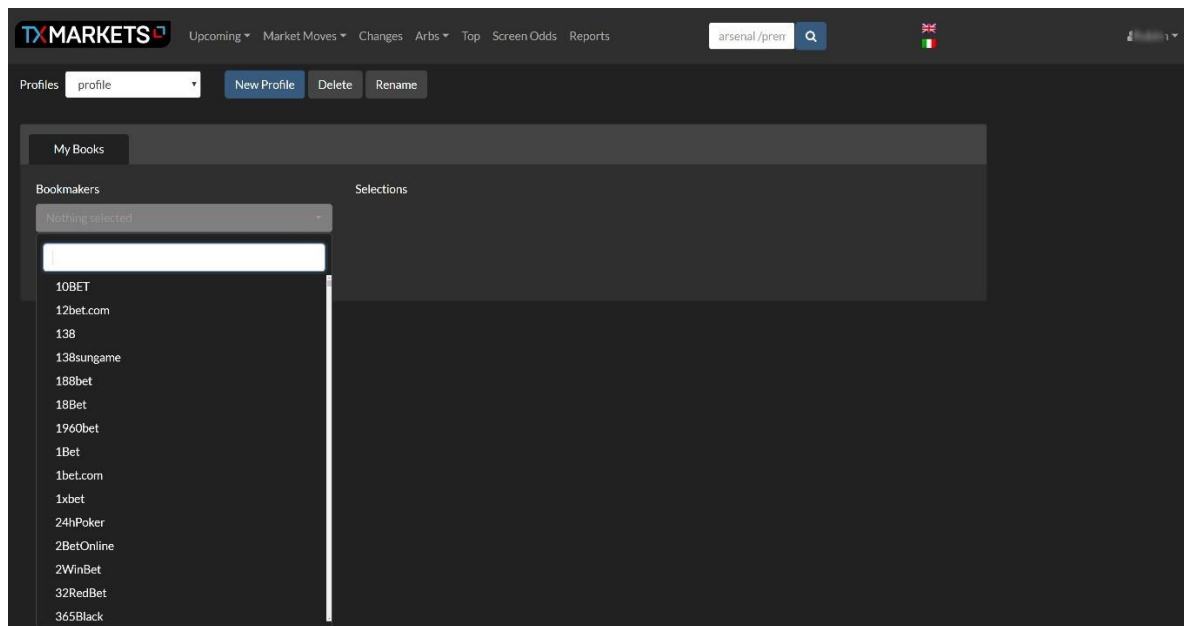 TXMARKETS Upcoming Market Moves Changes Arbs Top Screen Odds Reports arsenal /prem
Profiles profile New Profile Delete Rename
My Books
Bookmakers Selections
Nothing selected
10BET
12bet.com
138
138sungame
188bet
18Bet
1960bet
1Bet
1bet.com
1xbet
24hPoker
2BetOnline
2WinBet
32RedBet
365Black